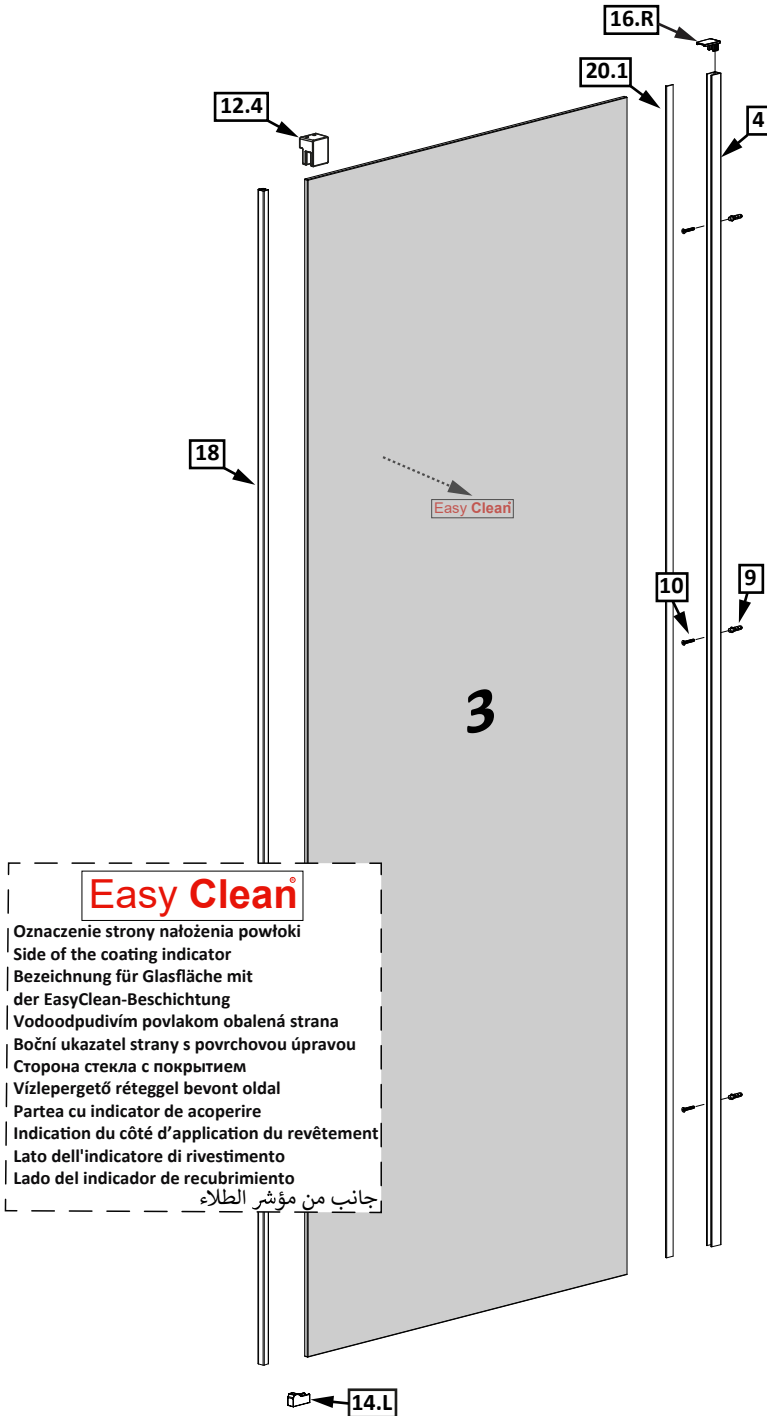 16.R
20.1
12.4
4
18
Easy Clean
10
9
3
Easy Clean®
Oznaczenie strony nałożenia powłoki
Side of the coating indicator
Bezeichnung für Glasfläche mit
der EasyClean-Beschichtung
Vodoodpudivím povlakom obalená strana
Boční ukazatel strany s povrchovou úpravou
Сторона стекла с покрытием
Vízlepergető réteggel bevont oldal
Partea cu indicator de acoperire
Indication du côté d’application du revêtement
Lato dell'indicatore di rivestimento
Lado del indicador de recubrimiento
جانب من مؤشر الطلاء
14.L